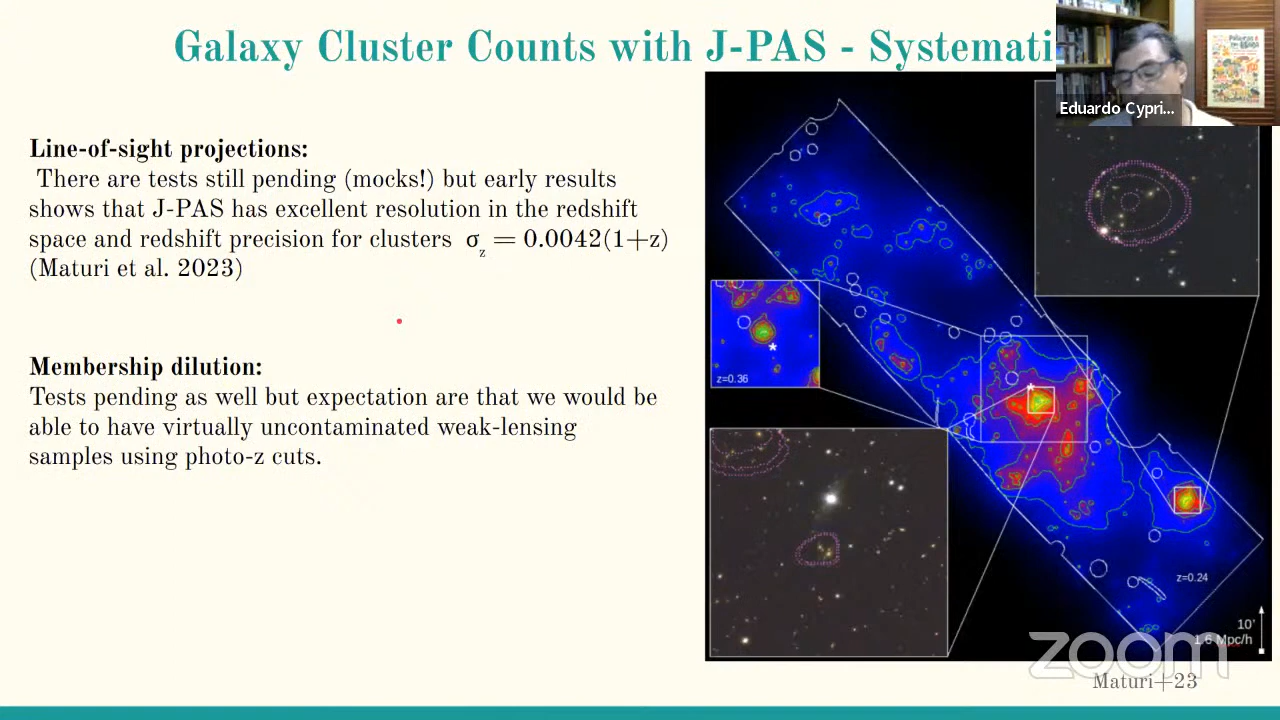 Galaxy Cluster Counts with J-PAS - Systemati
Eduardo Cypri...
Line-of-sight projections:
There are tests still pending (mocks!) but early results
shows that J-PAS has excellent resolution in the redshift
space and redshift precision for clusters σz = 0.0042(1+z)
(Maturi et al. 2023)
Membership dilution:
Tests pending as well but expectation are that we would be
able to have virtually uncontaminated weak-lensing
samples using photo-z cuts.
z=0.36
z=0.24
10'
1.6 Mpc/h
zoom
Maturi+23